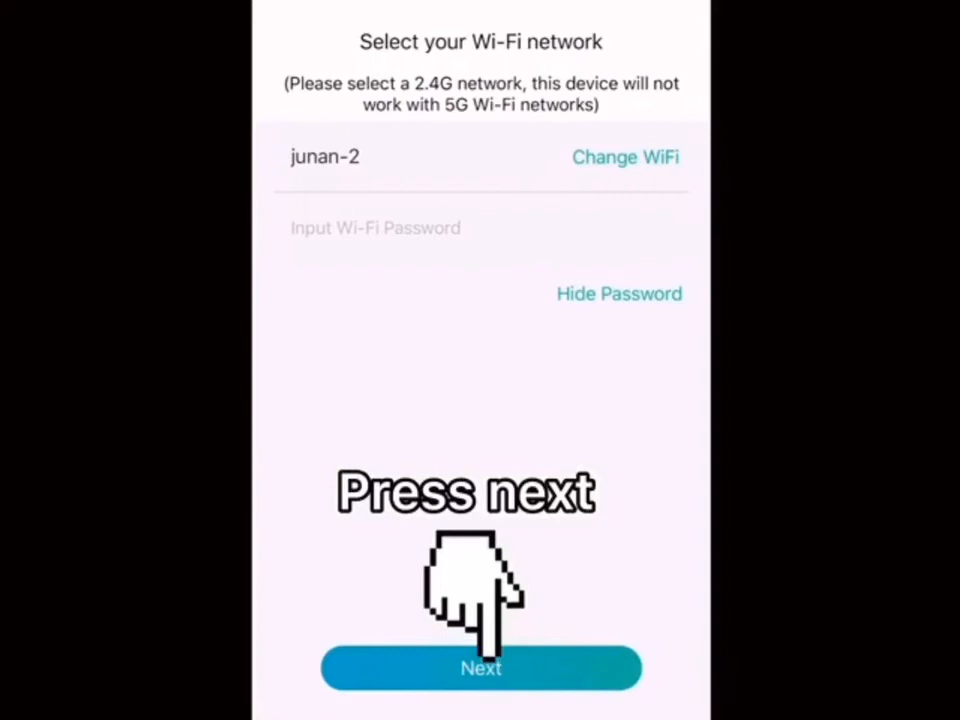 Select your Wi-Fi network
(Please select a 2.4G network, this device will not
work with 5G Wi-Fi networks)
junan-2 Change WiFi
Input Wi-Fi Password
Hide Password
Press next
Next